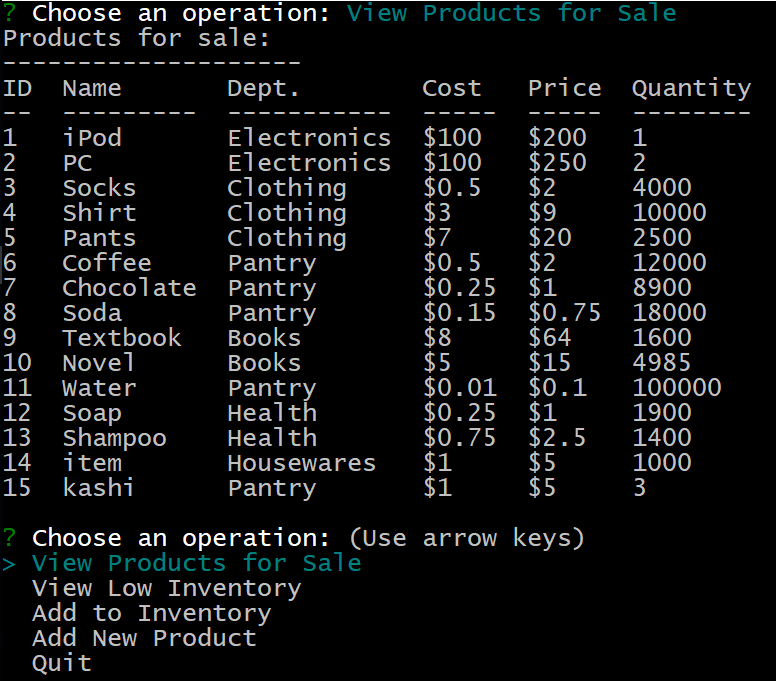 ? Choose an operation: View Products for Sale
Products for sale:
--------------------
ID  Name       Dept.        Cost   Price  Quantity
--  ---------  -----------  -----  -----  --------
1   iPod       Electronics  $100   $200   1
2   PC         Electronics  $100   $250   2
3   Socks      Clothing     $0.5   $2     4000
4   Shirt      Clothing     $3     $9     10000
5   Pants      Clothing     $7     $20    2500
6   Coffee     Pantry       $0.5   $2     12000
7   Chocolate  Pantry       $0.25  $1     8900
8   Soda       Pantry       $0.15  $0.75  18000
9   Textbook   Books        $8     $64    1600
10  Novel      Books        $5     $15    4985
11  Water      Pantry       $0.01  $0.1   100000
12  Soap       Health       $0.25  $1     1900
13  Shampoo    Health       $0.75  $2.5   1400
14  item       Housewares   $1     $5     1000
15  kashi      Pantry       $1     $5     3

? Choose an operation: (Use arrow keys)
> View Products for Sale
  View Low Inventory
  Add to Inventory
  Add New Product
  Quit